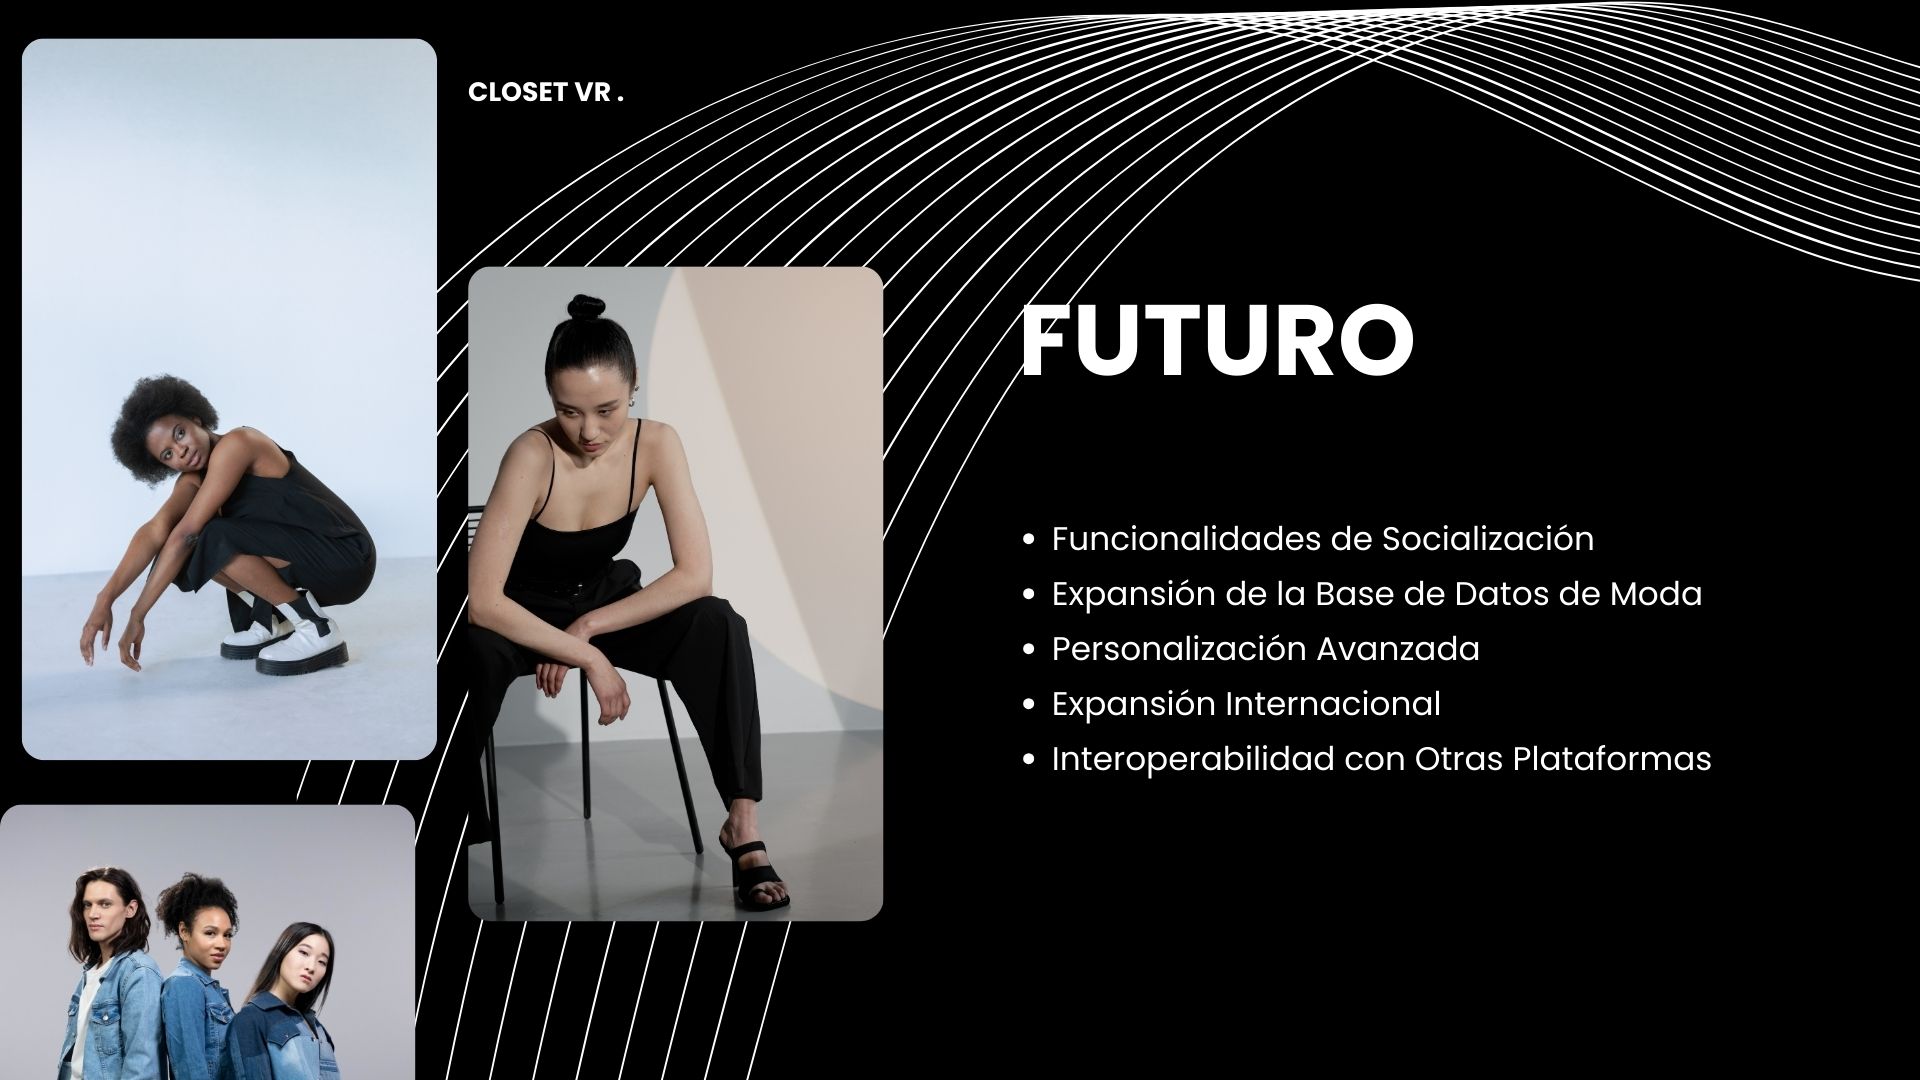 CLOSET VR .
FUTURO
• Funcionalidades de Socialización
• Expansión de la Base de Datos de Moda
• Personalización Avanzada
• Expansión Internacional
• Interoperabilidad con Otras Plataformas